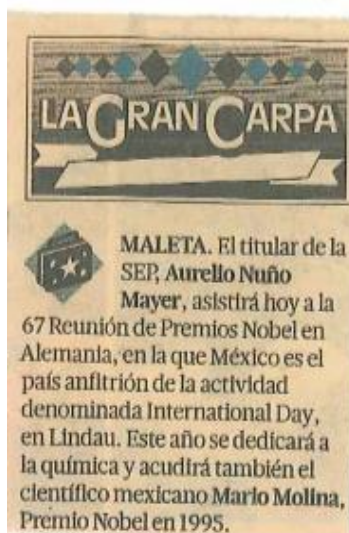 LA GRAN CARPA
MALETA. El titular de la
SEP, Aurelio Nuño
Mayer, asistirá hoy a la
67 Reunión de Premios Nobel en
Alemania, en la que México es el
país anfitrión de la actividad
denominada International Day,
en Lindau. Este año se dedicará a
la química y acudirá también el
científico mexicano Mario Molina,
Premio Nobel en 1995.